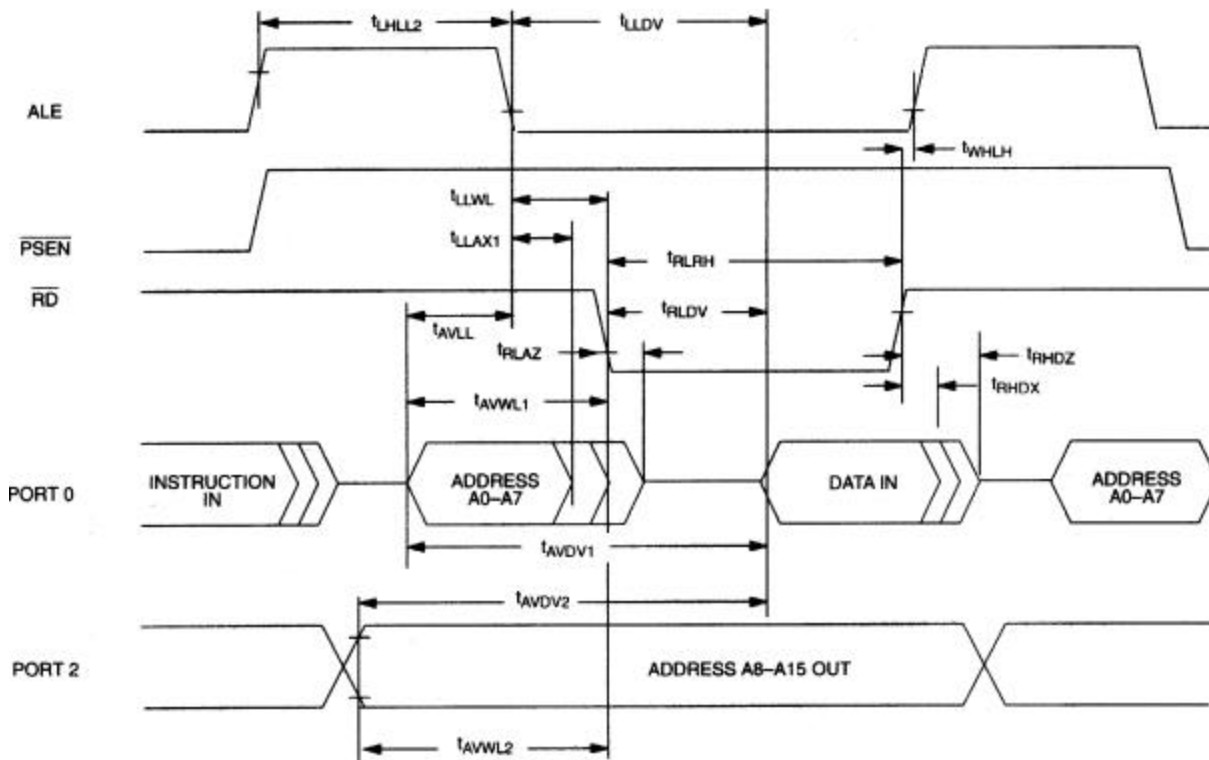 tLHLL2
tLLDV
ALE
tWHLH
tLLWL
PSEN
tLLAX1
tRLRH
RD
tRLDV
tAVLL
tRLAZ
tRHDZ
tRHDX
tAVWL1
PORT 0
INSTRUCTION
IN
ADDRESS
A0–A7
DATA IN
ADDRESS
A0–A7
tAVDV1
tAVDV2
PORT 2
ADDRESS A8–A15 OUT
tAVWL2